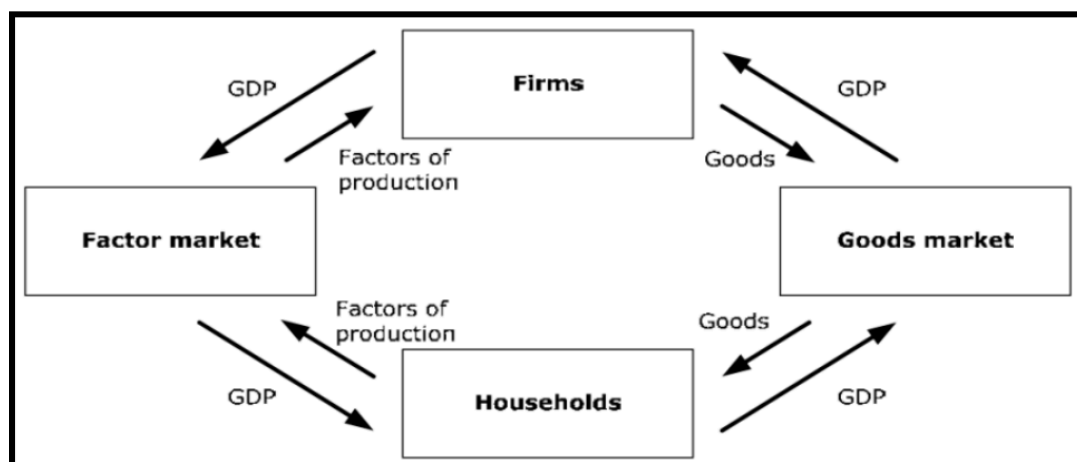 Firms
GDP
GDP
Factors of
production
Goods
Factor market
Goods market
Factors of
production
Goods
GDP
GDP
Households